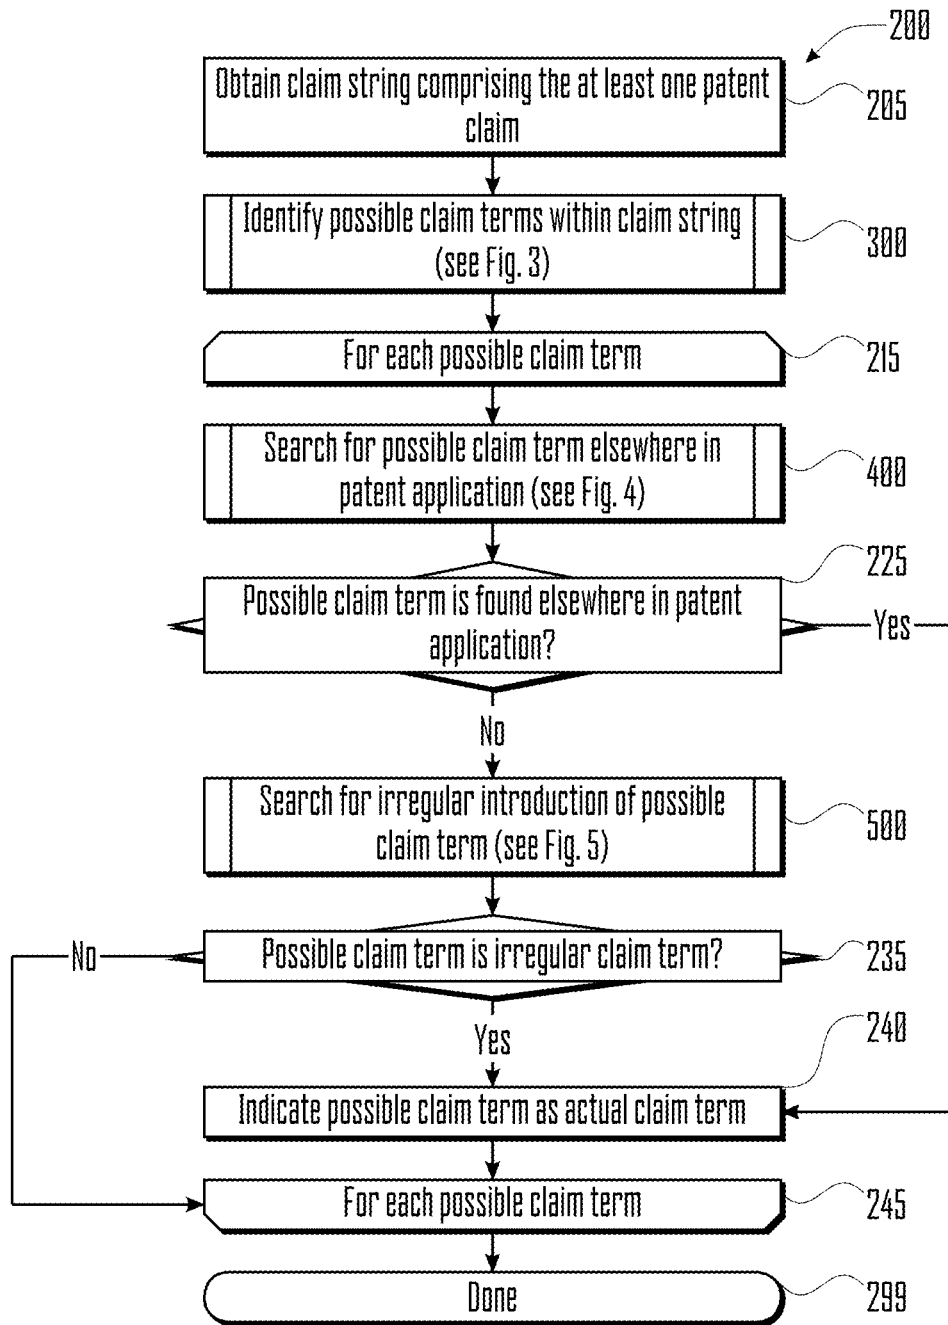 200
Obtain claim string comprising the at least one patent
claim
205
Identify possible claim terms within claim string
(see Fig. 3)
300
For each possible claim term
215
Search for possible claim term elsewhere in
patent application (see Fig. 4)
400
225
Possible claim term is found elsewhere in patent
application?
Yes
No
Search for irregular introduction of possible
claim term (see Fig. 5)
500
No
Possible claim term is irregular claim term?
235
Yes
240
Indicate possible claim term as actual claim term
For each possible claim term
245
Done
299